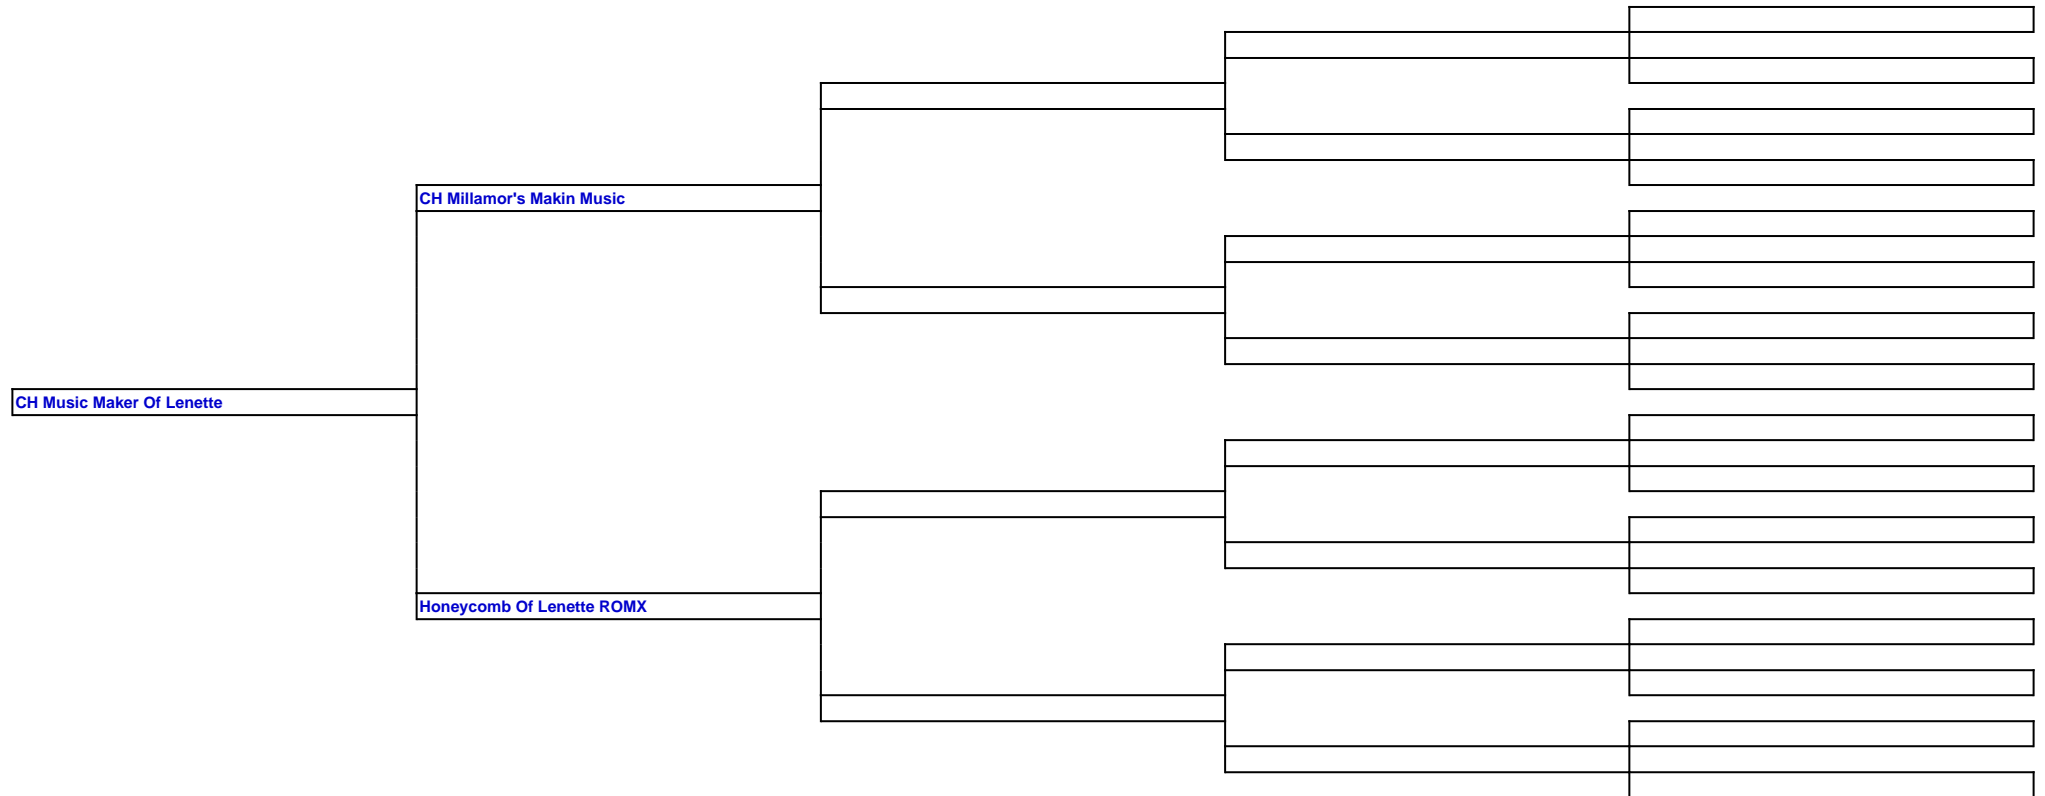 CH Millamor's Makin Music
CH Music Maker Of Lenette
Honeycomb Of Lenette ROMX